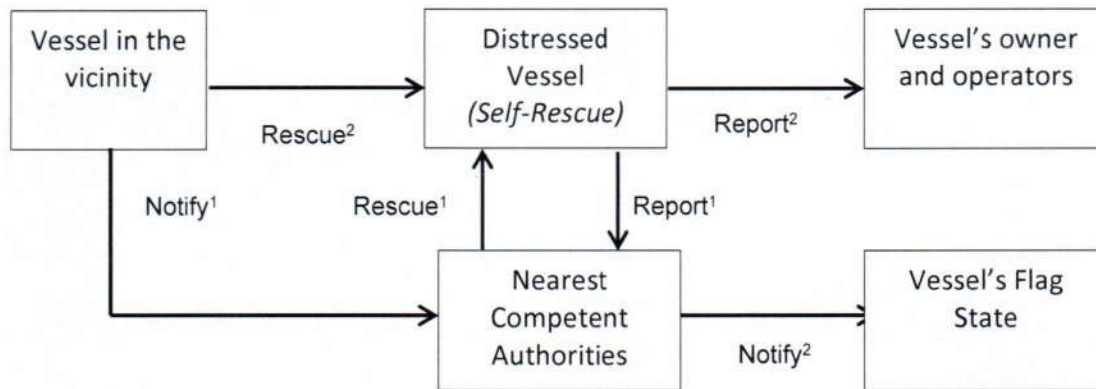 Vessel in the
vicinity
Distressed
Vessel
(Self-Rescue)
Vessel's owner
and operators
Rescue²
Report²
Notify¹
Rescue¹
Report¹
Nearest
Competent
Authorities
Vessel's Flag
State
Notify²